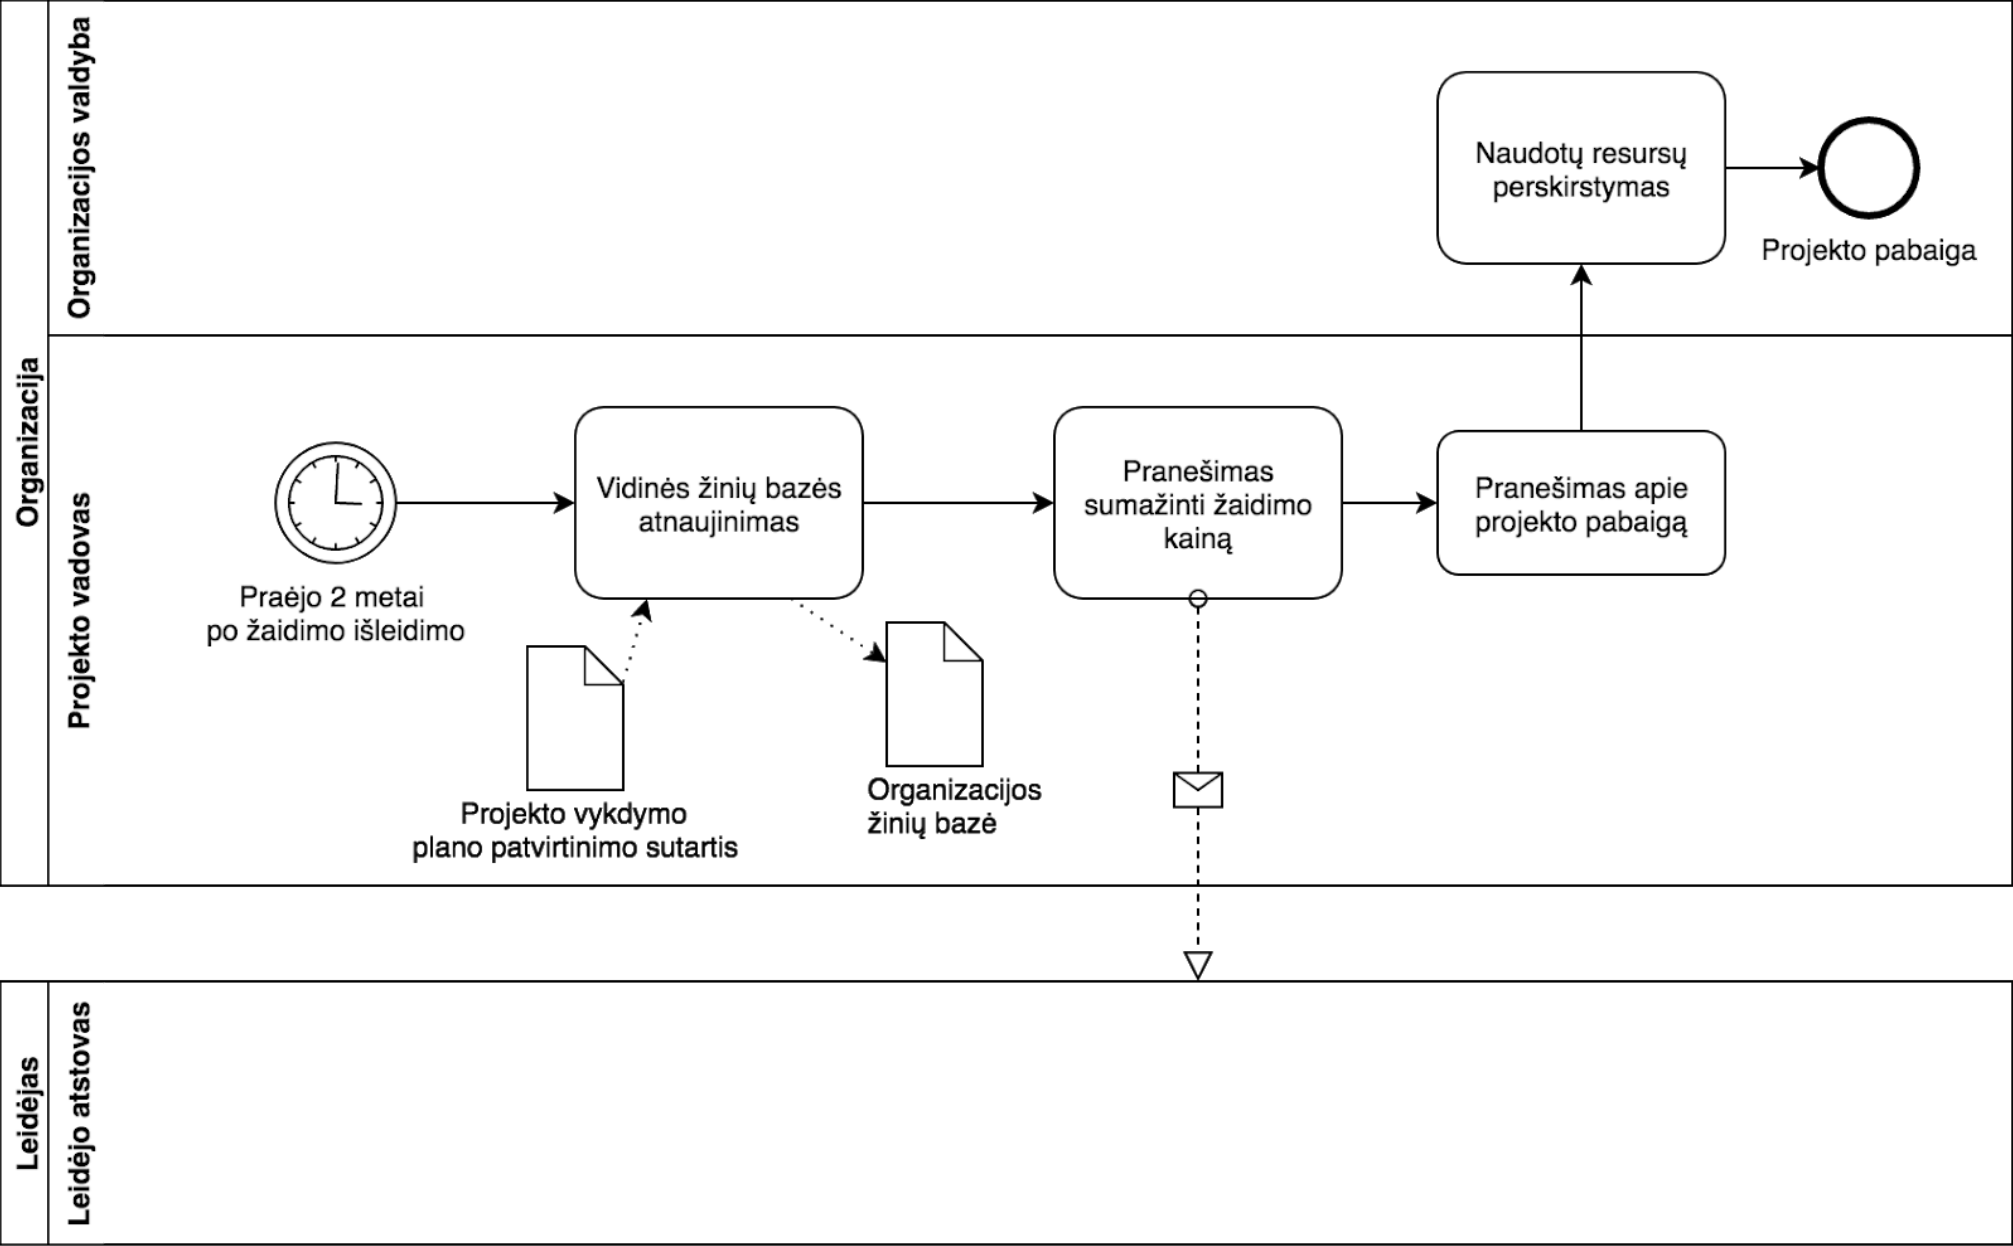 Organizacija
Organizacijos valdyba
Naudotų resursų
perskirstymas
Projekto pabaiga
Projekto vadovas
Praėjo 2 metai
po žaidimo išleidimo
Vidinės žinių bazės
atnaujinimas
Pranešimas
sumažinti žaidimo
kainą
Pranešimas apie
projekto pabaigą
Projekto vykdymo
plano patvirtinimo sutartis
Organizacijos
žinių bazė
Leidėjas
Leidėjo atstovas